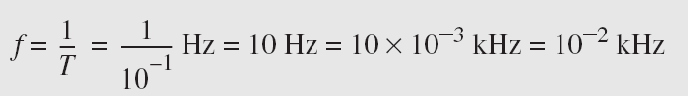 f = 1/T = 1/10⁻¹ Hz = 10 Hz = 10 × 10⁻³ kHz = 10⁻² kHz